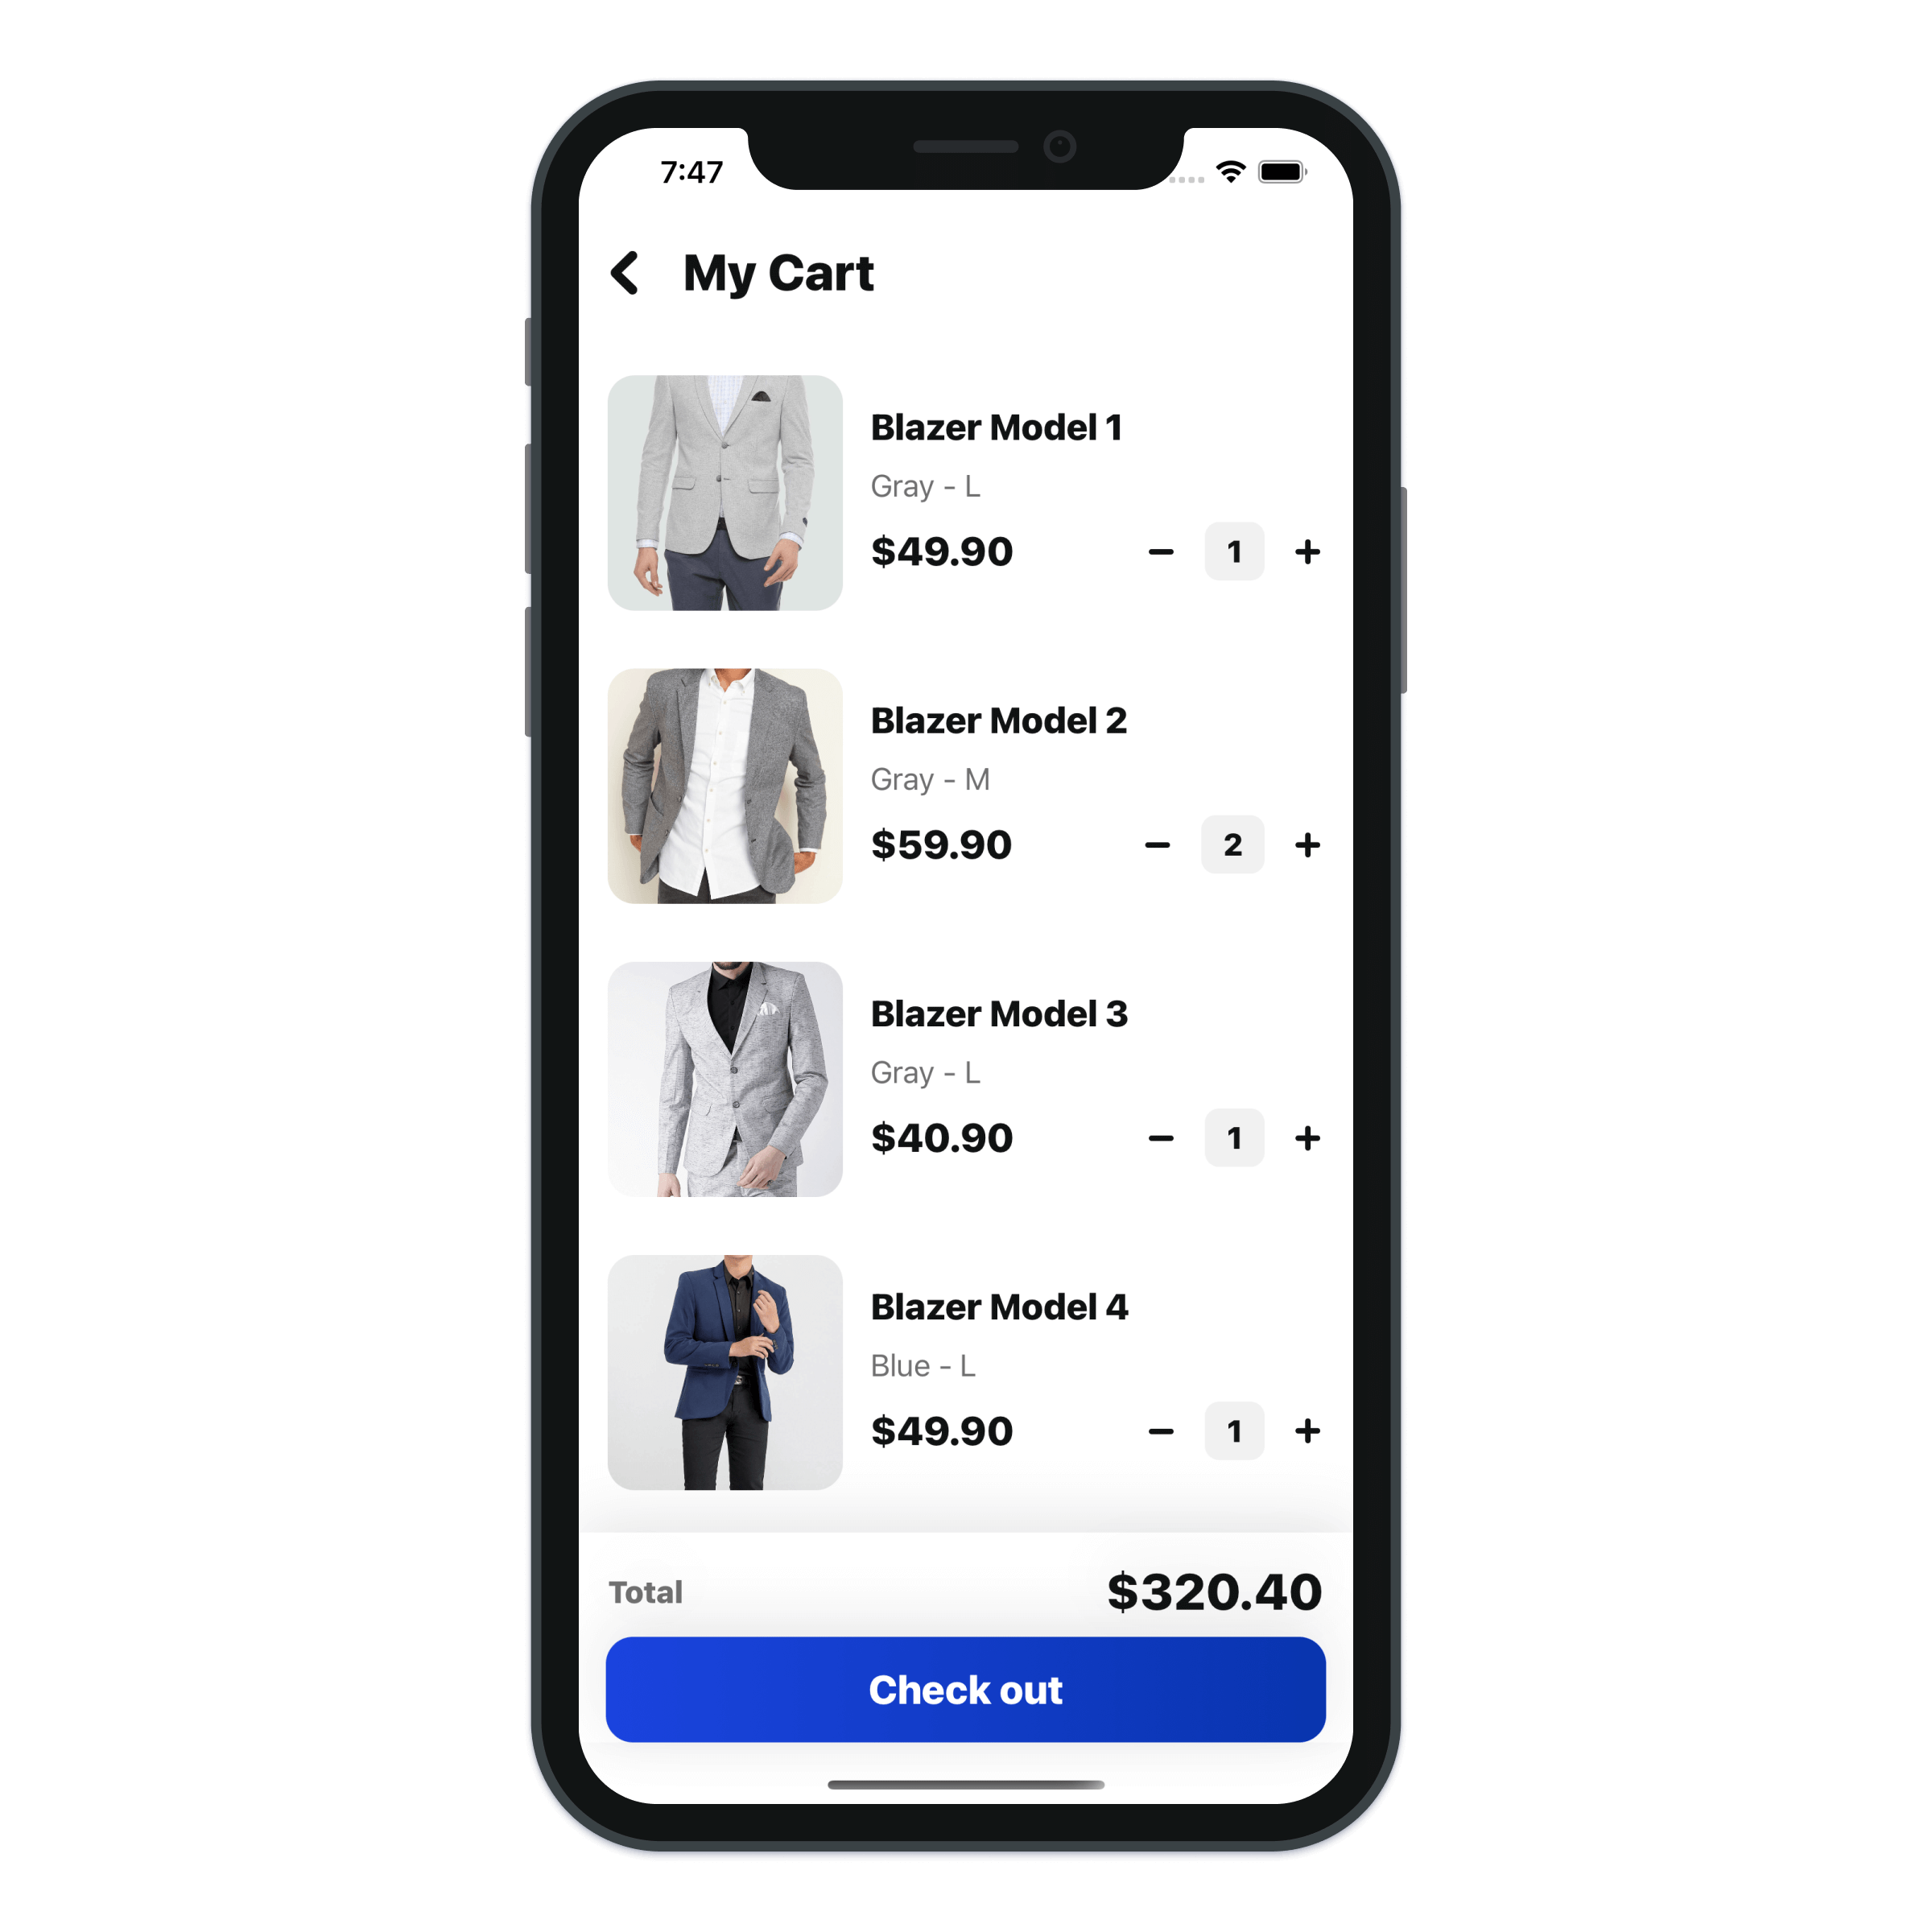 7:47
My Cart
Blazer Model 1
Gray - L
$49.90
1
Blazer Model 2
Gray - M
$59.90
2
Blazer Model 3
Gray - L
$40.90
1
Blazer Model 4
Blue - L
$49.90
1
Total
$320.40
Check out